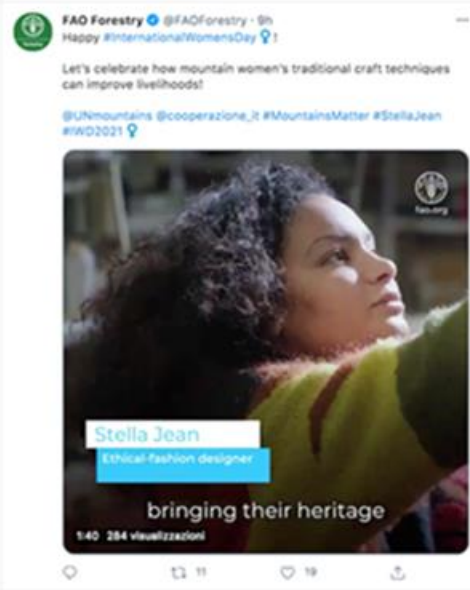 FAO Forestry @FAOForestry · 9h
Happy #InternationalWomensDay !
Let's celebrate how mountain women's traditional craft techniques
can improve livelihoods!
@UNmountains @cooperazione_it #MountainsMatter #StellaJean
#IWD2021
fao.org
Stella Jean
Ethical-fashion designer
bringing their heritage
1:40 284 visualizzazioni
11 19